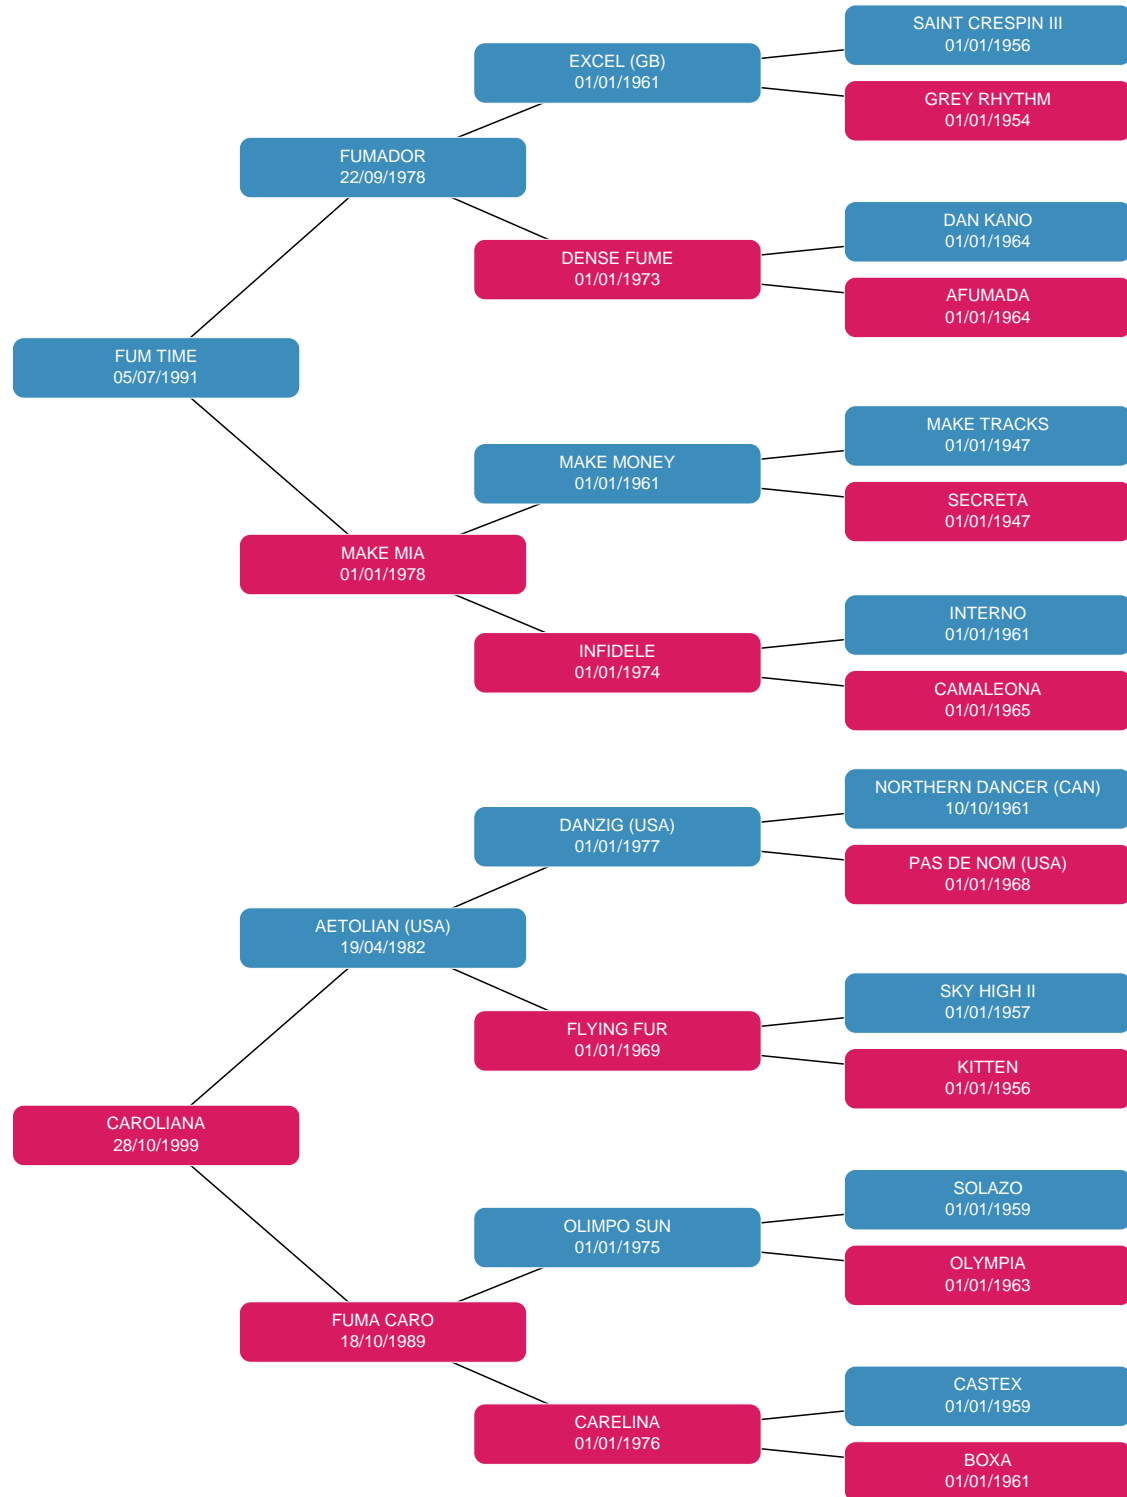 SAINT CRESPIN III
01/01/1956
EXCEL (GB)
01/01/1961
GREY RHYTHM
01/01/1954
FUMADOR
22/09/1978
DAN KANO
01/01/1964
DENSE FUME
01/01/1973
AFUMADA
01/01/1964
FUM TIME
05/07/1991
MAKE TRACKS
01/01/1947
MAKE MONEY
01/01/1961
SECRETA
01/01/1947
MAKE MIA
01/01/1978
INTERNO
01/01/1961
INFIDELE
01/01/1974
CAMALEONA
01/01/1965
NORTHERN DANCER (CAN)
10/10/1961
DANZIG (USA)
01/01/1977
PAS DE NOM (USA)
01/01/1968
AETOLIAN (USA)
19/04/1982
SKY HIGH II
01/01/1957
FLYING FUR
01/01/1969
KITTEN
01/01/1956
CAROLIANA
28/10/1999
SOLAZO
01/01/1959
OLIMPO SUN
01/01/1975
OLYMPIA
01/01/1963
FUMA CARO
18/10/1989
CASTEX
01/01/1959
CARELINA
01/01/1976
BOXA
01/01/1961